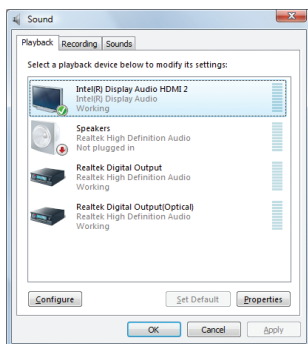 Sound
Playback
Recording
Sounds
Select a playback device below to modify its settings:
Intel(R) Display Audio HDMI 2
Intel(R) Display Audio
Working
Speakers
Realtek High Definition Audio
Not plugged in
Realtek Digital Output
Realtek High Definition Audio
Working
Realtek Digital Output(Optical)
Realtek High Definition Audio
Working
Configure
Set Default
Properties
OK
Cancel
Apply